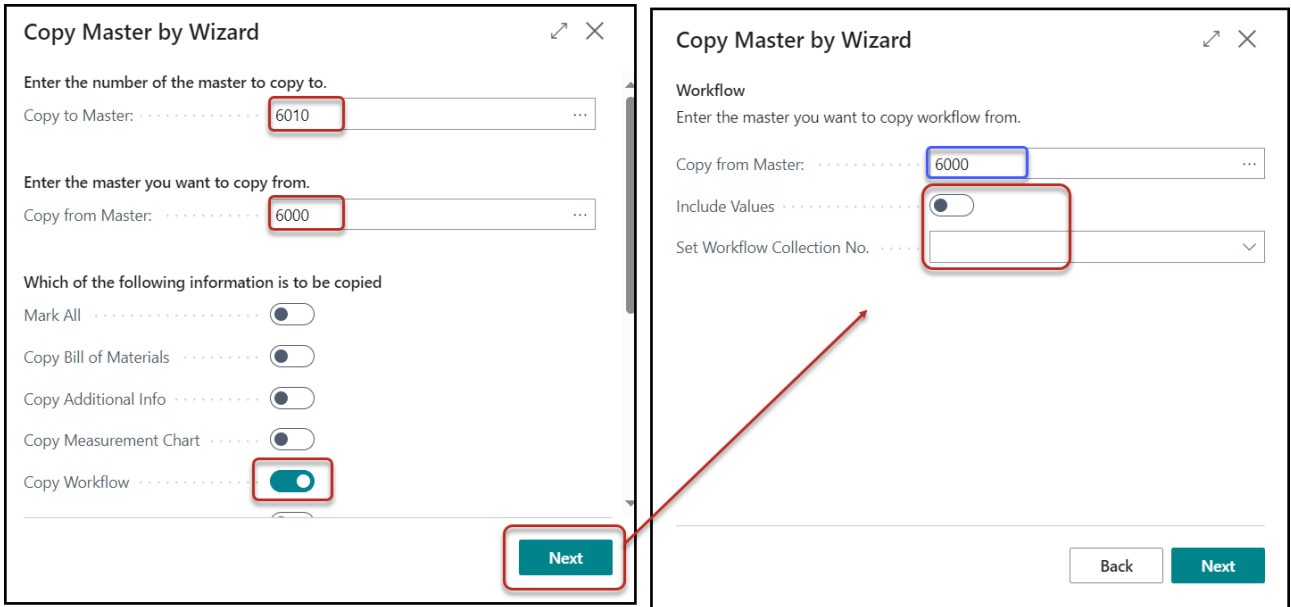 Copy Master by Wizard
Enter the number of the master to copy to.
Copy to Master: 6010
Enter the master you want to copy from.
Copy from Master: 6000
Which of the following information is to be copied
Mark All
Copy Bill of Materials
Copy Additional Info
Copy Measurement Chart
Copy Workflow
Next
Copy Master by Wizard
Workflow
Enter the master you want to copy workflow from.
Copy from Master: 6000
Include Values
Set Workflow Collection No.
Back Next